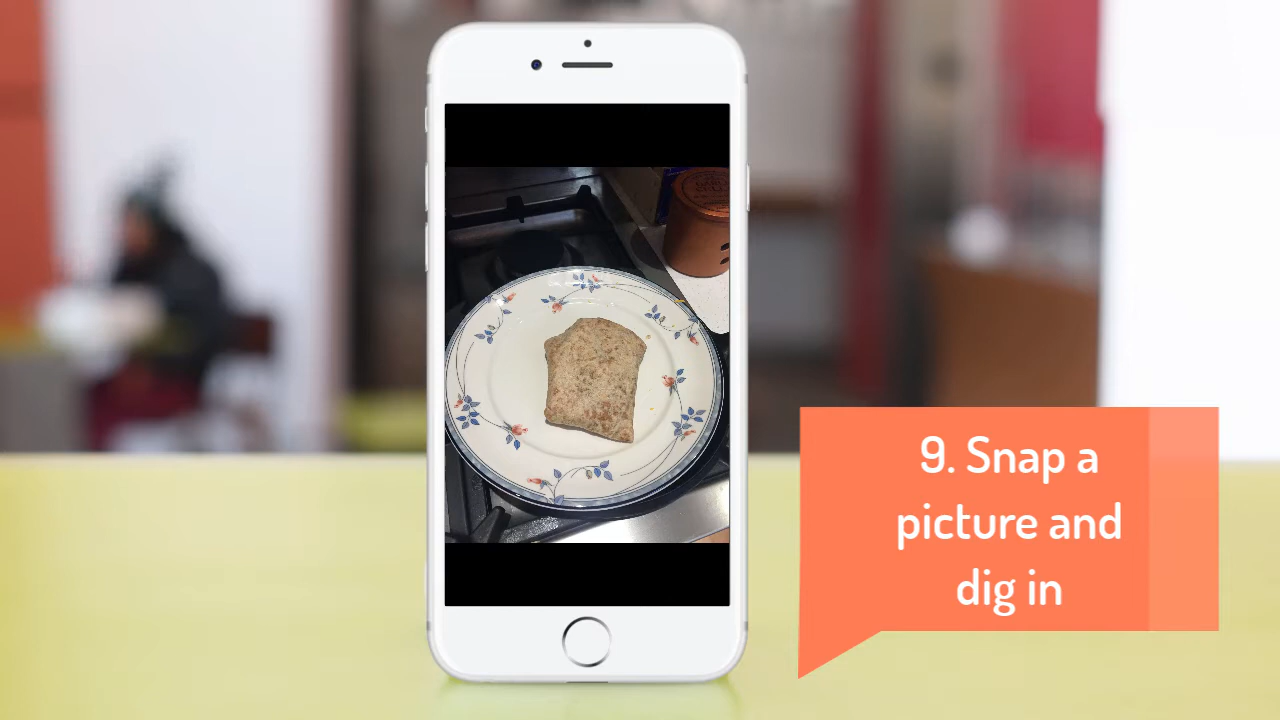 9. Snap a
picture and
dig in